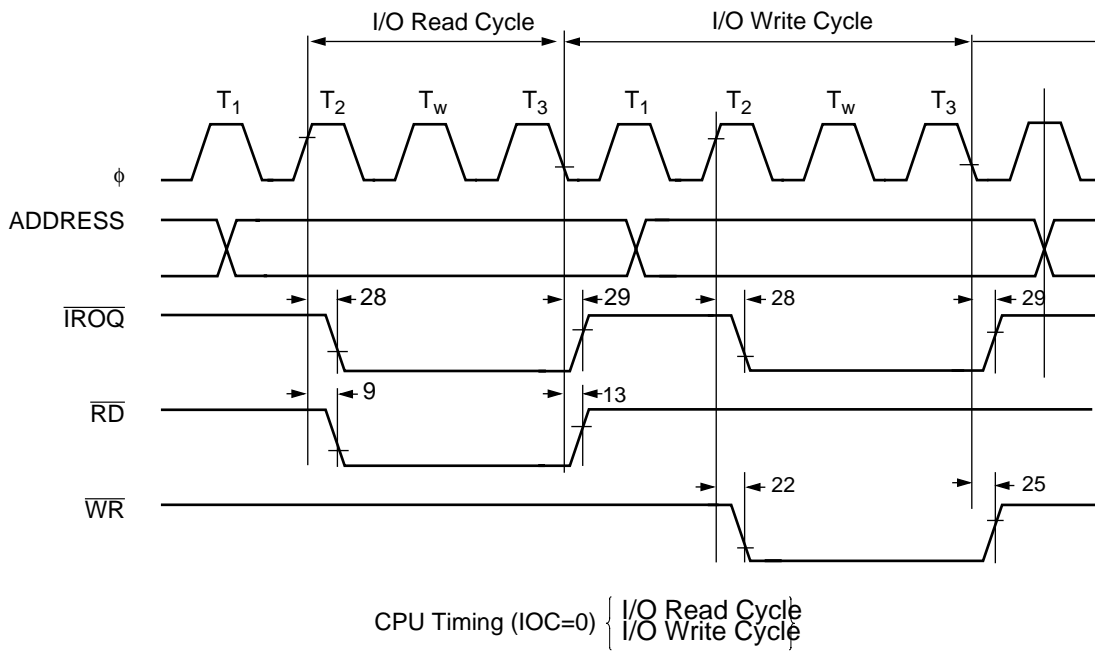 I/O Read Cycle I/O Write Cycle
T1 T2 Tw T3 T1 T2 Tw T3
ϕ
ADDRESS
28 29 28 29
IROQ
9 13
RD
22 25
WR
CPU Timing (IOC=0) { I/O Read Cycle }
I/O Write Cycle